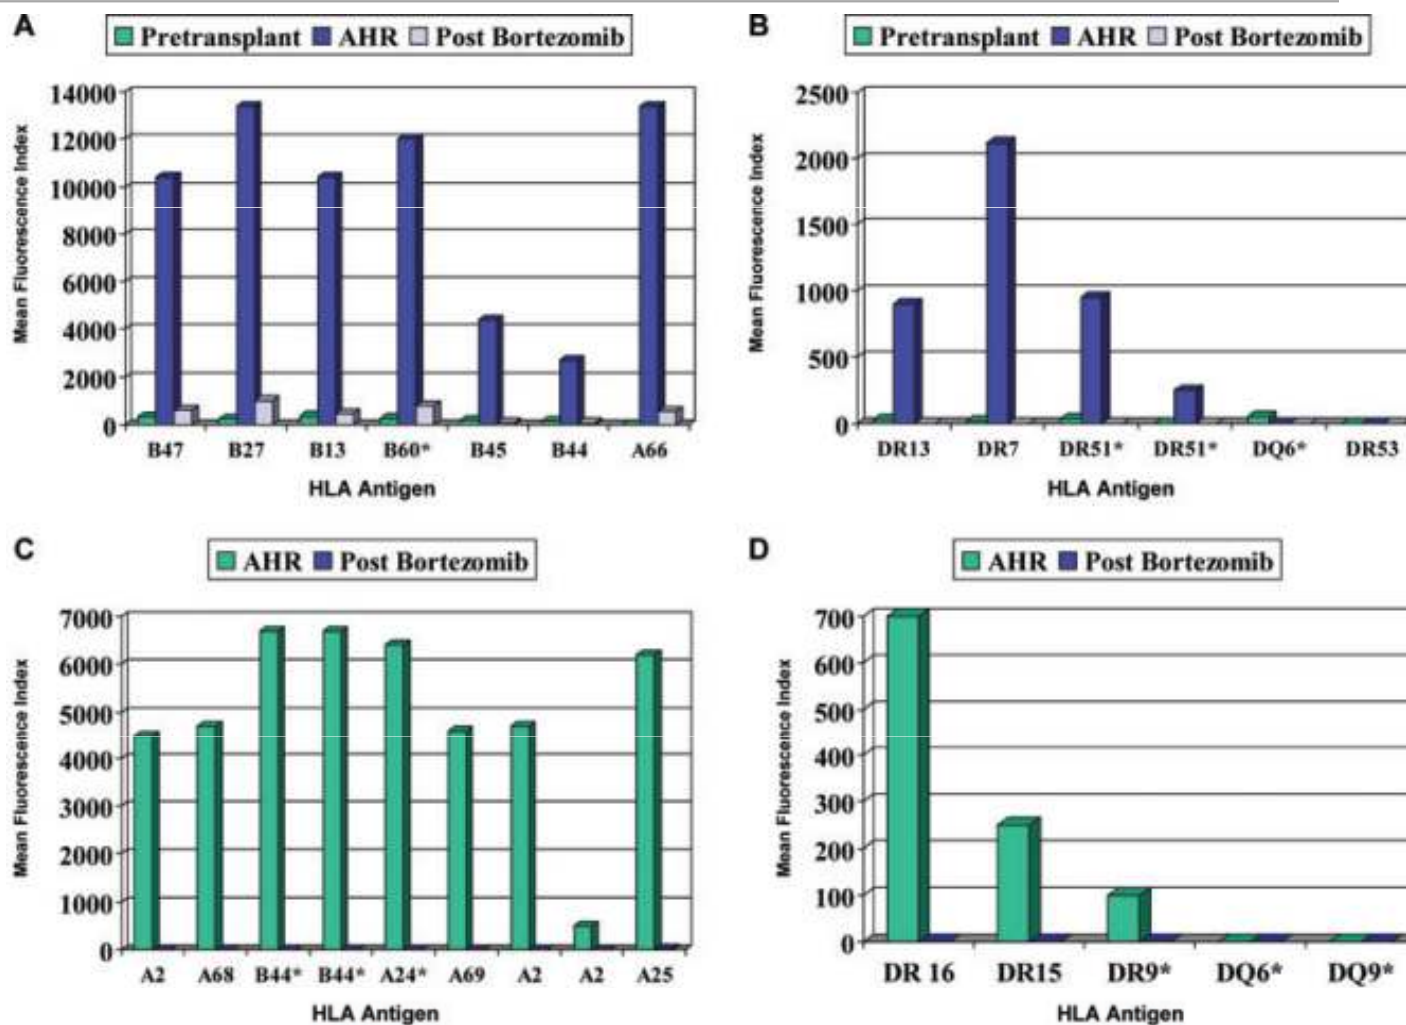 A
Pretransplant AHR Post Bortezomib
14000
12000
10000
8000
6000
4000
2000
0
Mean Fluorescence Index
B47 B27 B13 B60* B45 B44 A66
HLA Antigen
B
Pretransplant AHR Post Bortezomib
2500
2000
1500
1000
500
0
Mean Fluorescence Index
DR13 DR7 DR51* DR51* DQ6* DR53
HLA Antigen
C
AHR Post Bortezomib
7000
6000
5000
4000
3000
2000
1000
0
Mean Fluorescence Index
A2 A68 B44* B44* A24* A69 A2 A2 A25
HLA Antigen
D
AHR Post Bortezomib
700
600
500
400
300
200
100
0
Mean Fluorescence Index
DR 16 DR15 DR9* DQ6* DQ9*
HLA Antigen